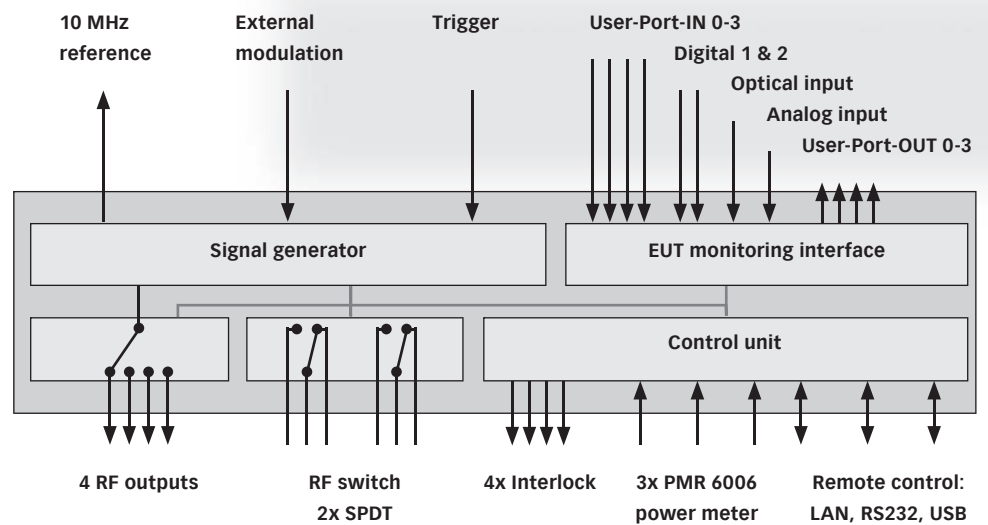 10 MHz
reference
External
modulation
Trigger
User-Port-IN 0-3
Digital 1 & 2
Optical input
Analog input
User-Port-OUT 0-3
Signal generator
EUT monitoring interface
Control unit
4 RF outputs
RF switch
2x SPDT
4x Interlock
3x PMR 6006
power meter
Remote control:
LAN, RS232, USB